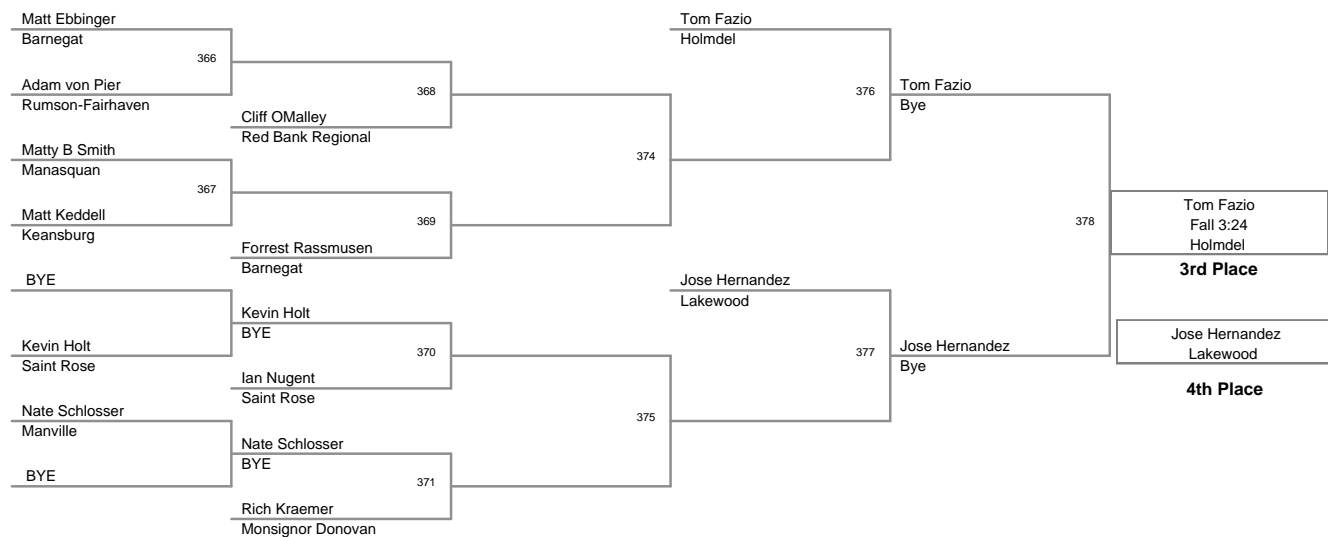 Matt Ebbinger
Barnegat
366
Adam von Pier
Rumson-Fairhaven
368
Cliff OMalley
Red Bank Regional
Matty B Smith
Manasquan
367
Matt Keddell
Keansburg
369
Forrest Rassmusen
Barnegat
374
BYE
Kevin Holt
Saint Rose
Kevin Holt
BYE
370
Ian Nugent
Saint Rose
Nate Schlosser
Manville
BYE
Nate Schlosser
BYE
371
Rich Kraemer
Monsignor Donovan
375
Tom Fazio
Holmdel
376
Tom Fazio
Bye
Jose Hernandez
Lakewood
377
Jose Hernandez
Bye
378
Tom Fazio
Fall 3:24
Holmdel
3rd Place
Jose Hernandez
Lakewood
4th Place